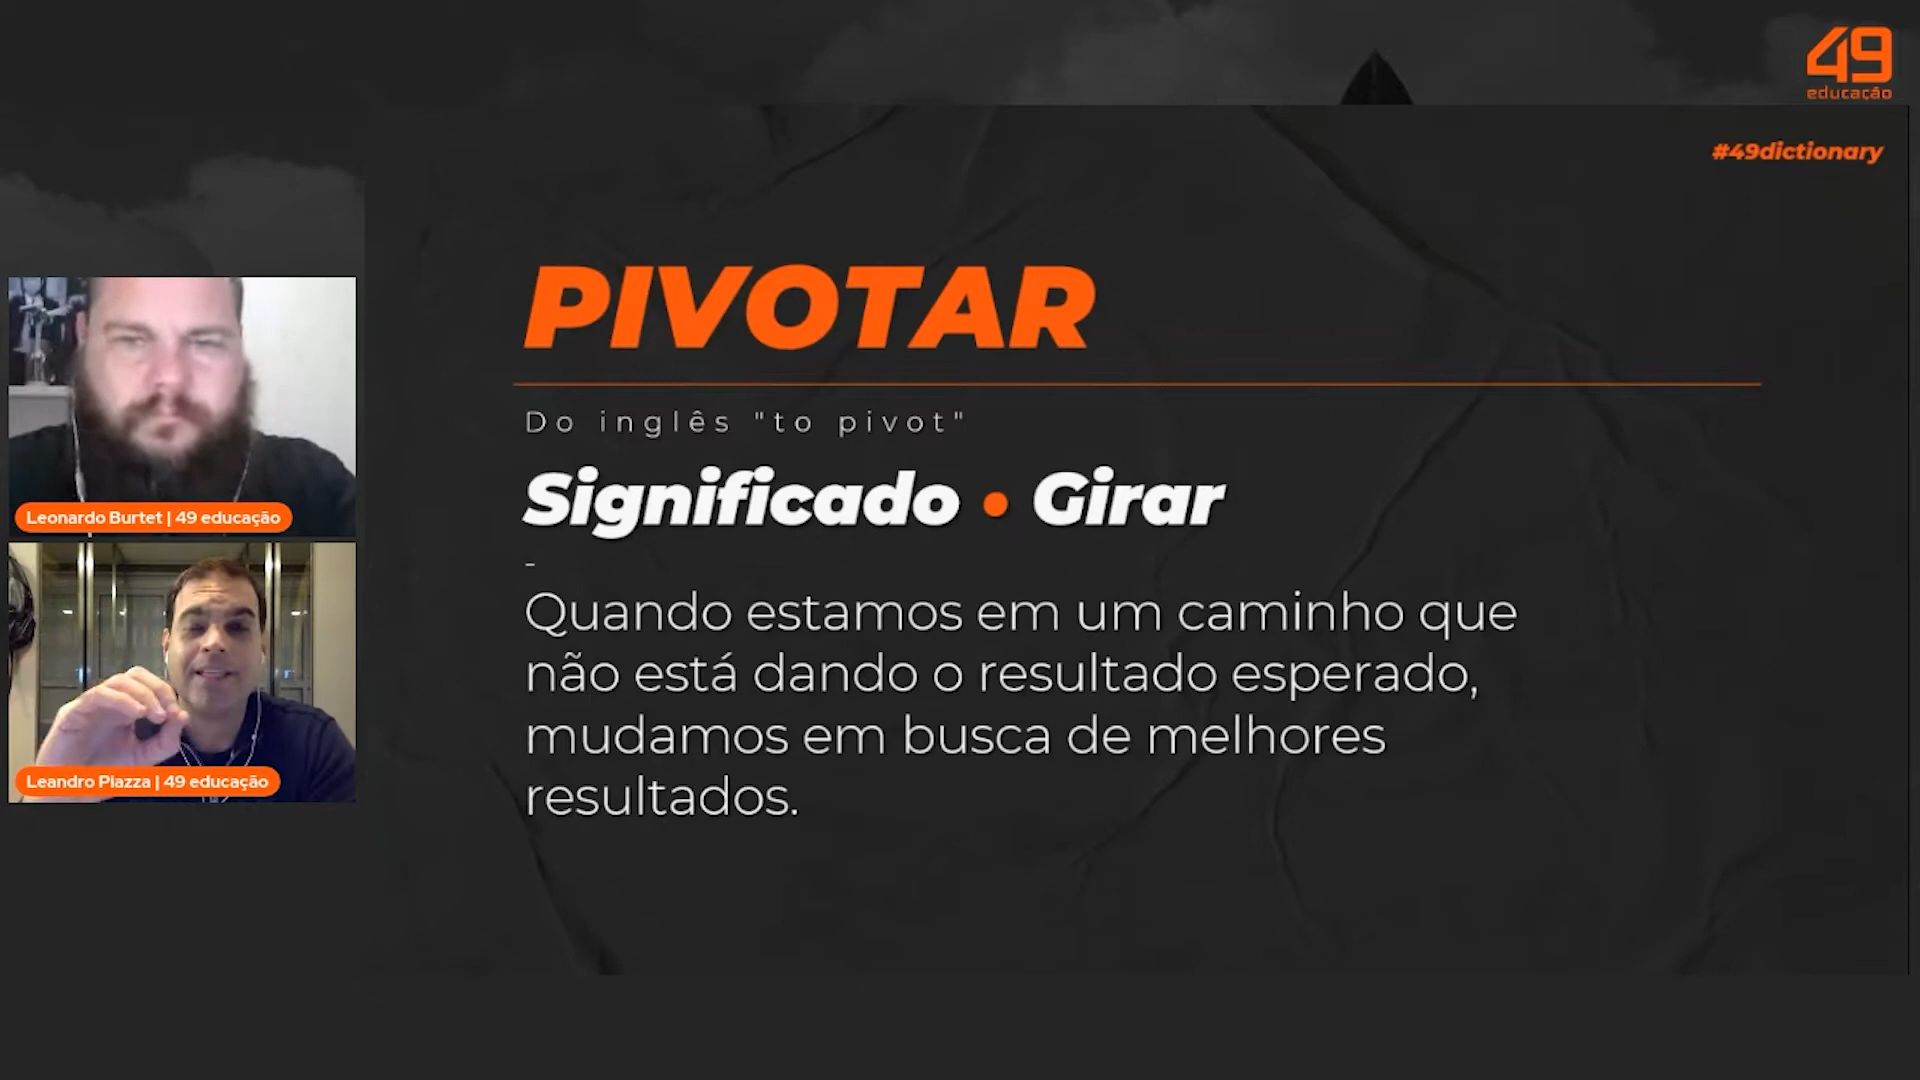 49
educação
#49dictionary
PIVOTAR
Do inglês "to pivot"
Significado • Girar
-
Quando estamos em um caminho que
não está dando o resultado esperado,
mudamos em busca de melhores
resultados.
Leonardo Burtet | 49 educação
Leandro Piazza | 49 educação